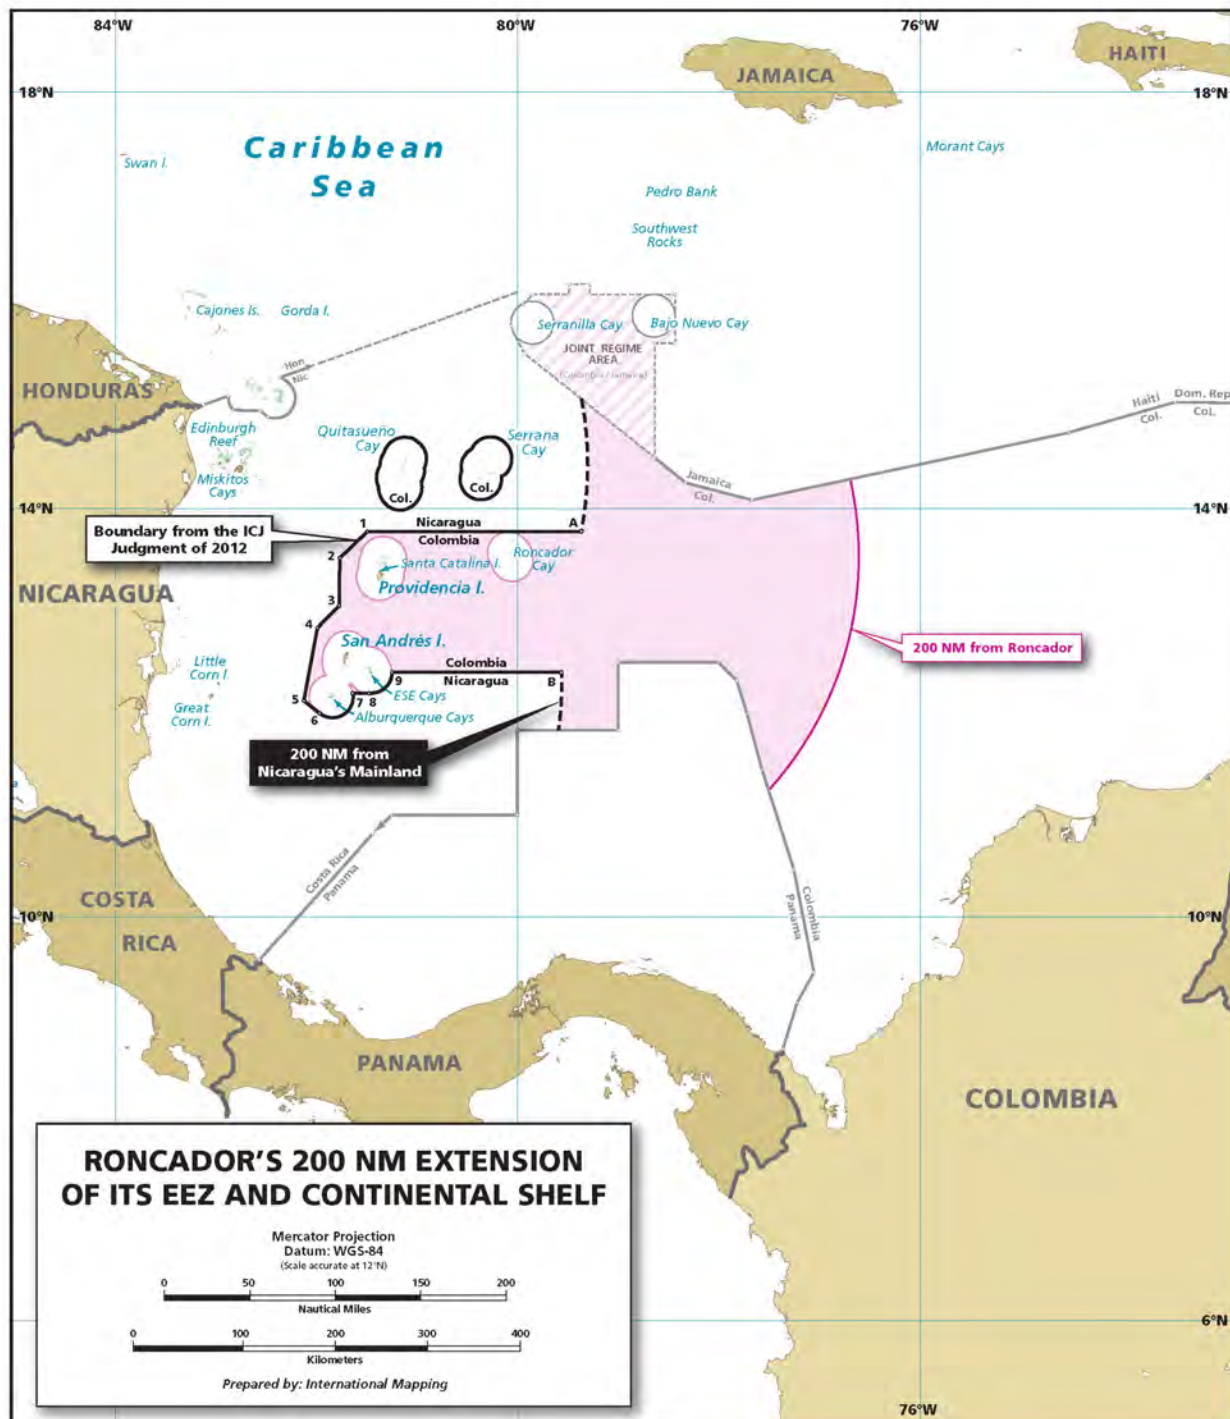 84°W
80°W
76°W
HAITI
JAMAICA
18°N
18°N
Caribbean
Sea
Swan I.
Morant Cays
Pedro Bank
Southwest
Rocks
Cajones Is.
Gorda I.
Serranilla Cay
Bajo Nuevo Cay
JOINT REGIME
AREA
(Colombia / Jamaica)
Hon.
Nic
HONDURAS
Haiti
Col.
Dom. Rep.
Col.
Edinburgh
Reef
Quitasueño
Cay
Serrana
Cay
Miskitos
Cays
Col.
Col.
Jamaica
Col.
14°N
14°N
Boundary from the ICJ
Judgment of 2012
1
Nicaragua
Colombia
A
2
Santa Catalina I.
Roncador
Cay
Providencia I.
NICARAGUA
3
4
San Andrés I.
200 NM from Roncador
Little
Corn I.
Colombia
Nicaragua
9
B
5
6
7
8
ESE Cays
Great
Corn I.
Alburquerque Cays
200 NM from
Nicaragua's Mainland
Costa Rica
Panama
COSTA
RICA
Colombia
Panama
10°N
10°N
PANAMA
COLOMBIA
RONCADOR'S 200 NM EXTENSION
OF ITS EEZ AND CONTINENTAL SHELF
Mercator Projection
Datum: WGS-84
(Scale accurate at 12°N)
0 50 100 150 200
Nautical Miles
0 100 200 300 400
Kilometers
Prepared by: International Mapping
6°N
76°W